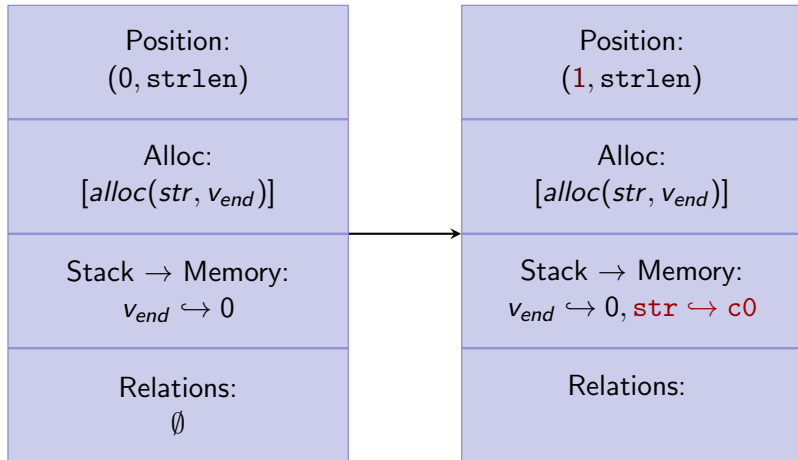 Position:
(0, strlen)
Alloc:
[alloc(str, v_end)]
Stack → Memory:
v_end ↪ 0
Relations:
∅
Position:
(1, strlen)
Alloc:
[alloc(str, v_end)]
Stack → Memory:
v_end ↪ 0, str ↪ c0
Relations: